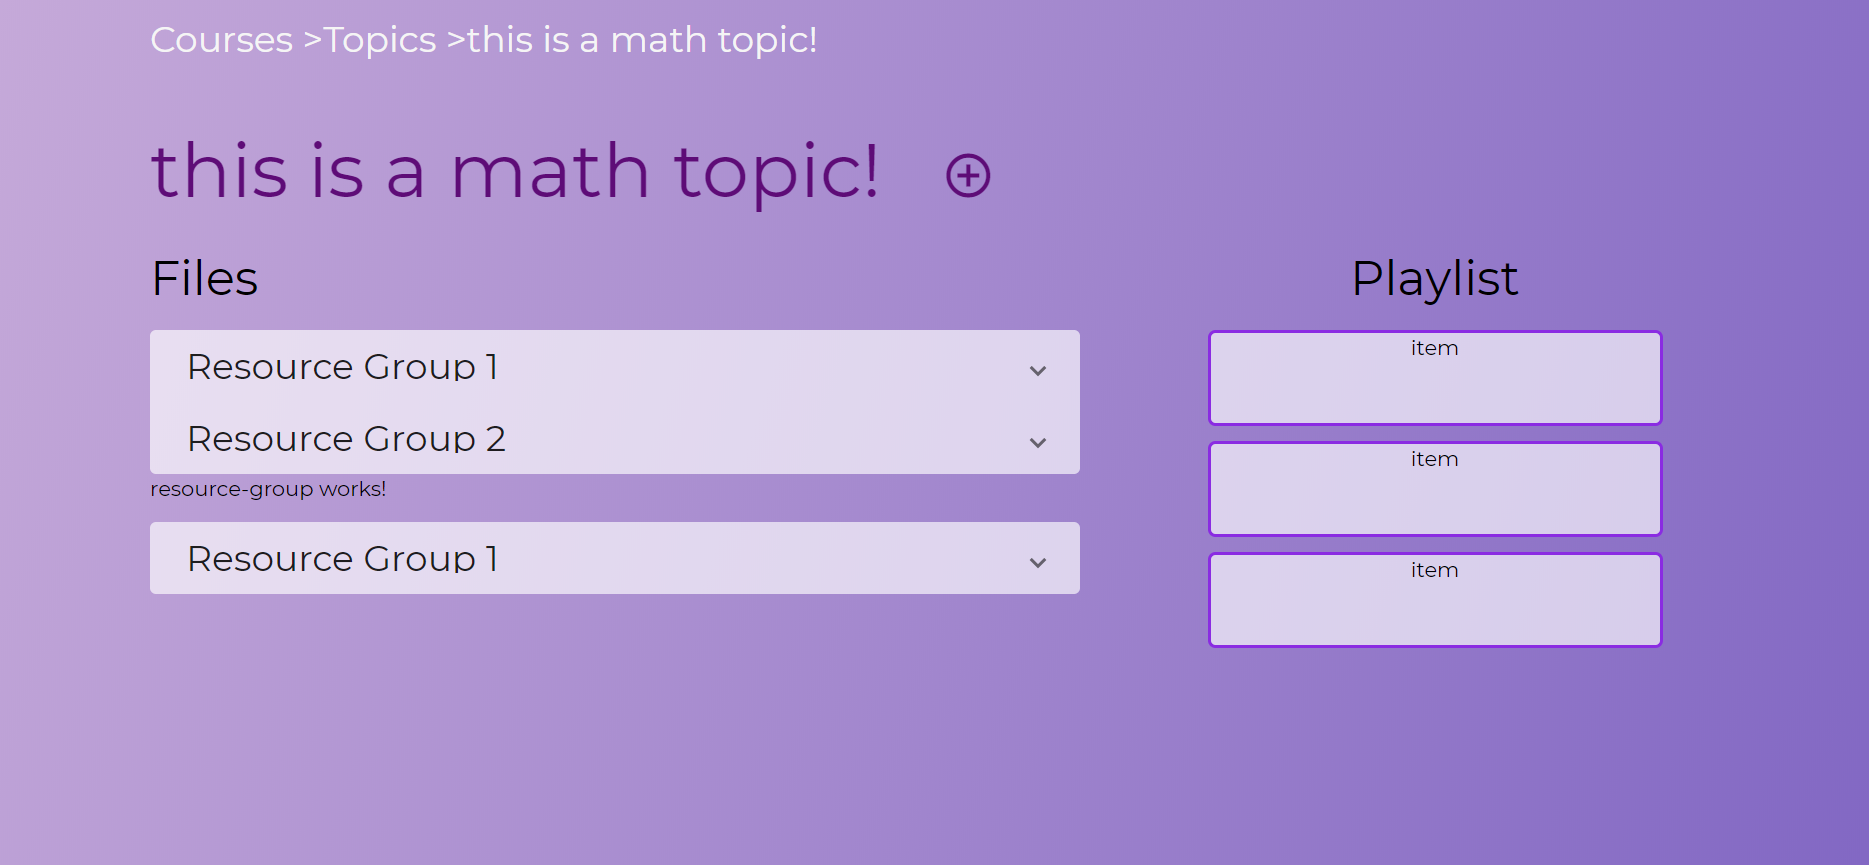 Courses >Topics >this is a math topic!
this is a math topic!
Files
Resource Group 1
Resource Group 2
resource-group works!
Resource Group 1
Playlist
item
item
item